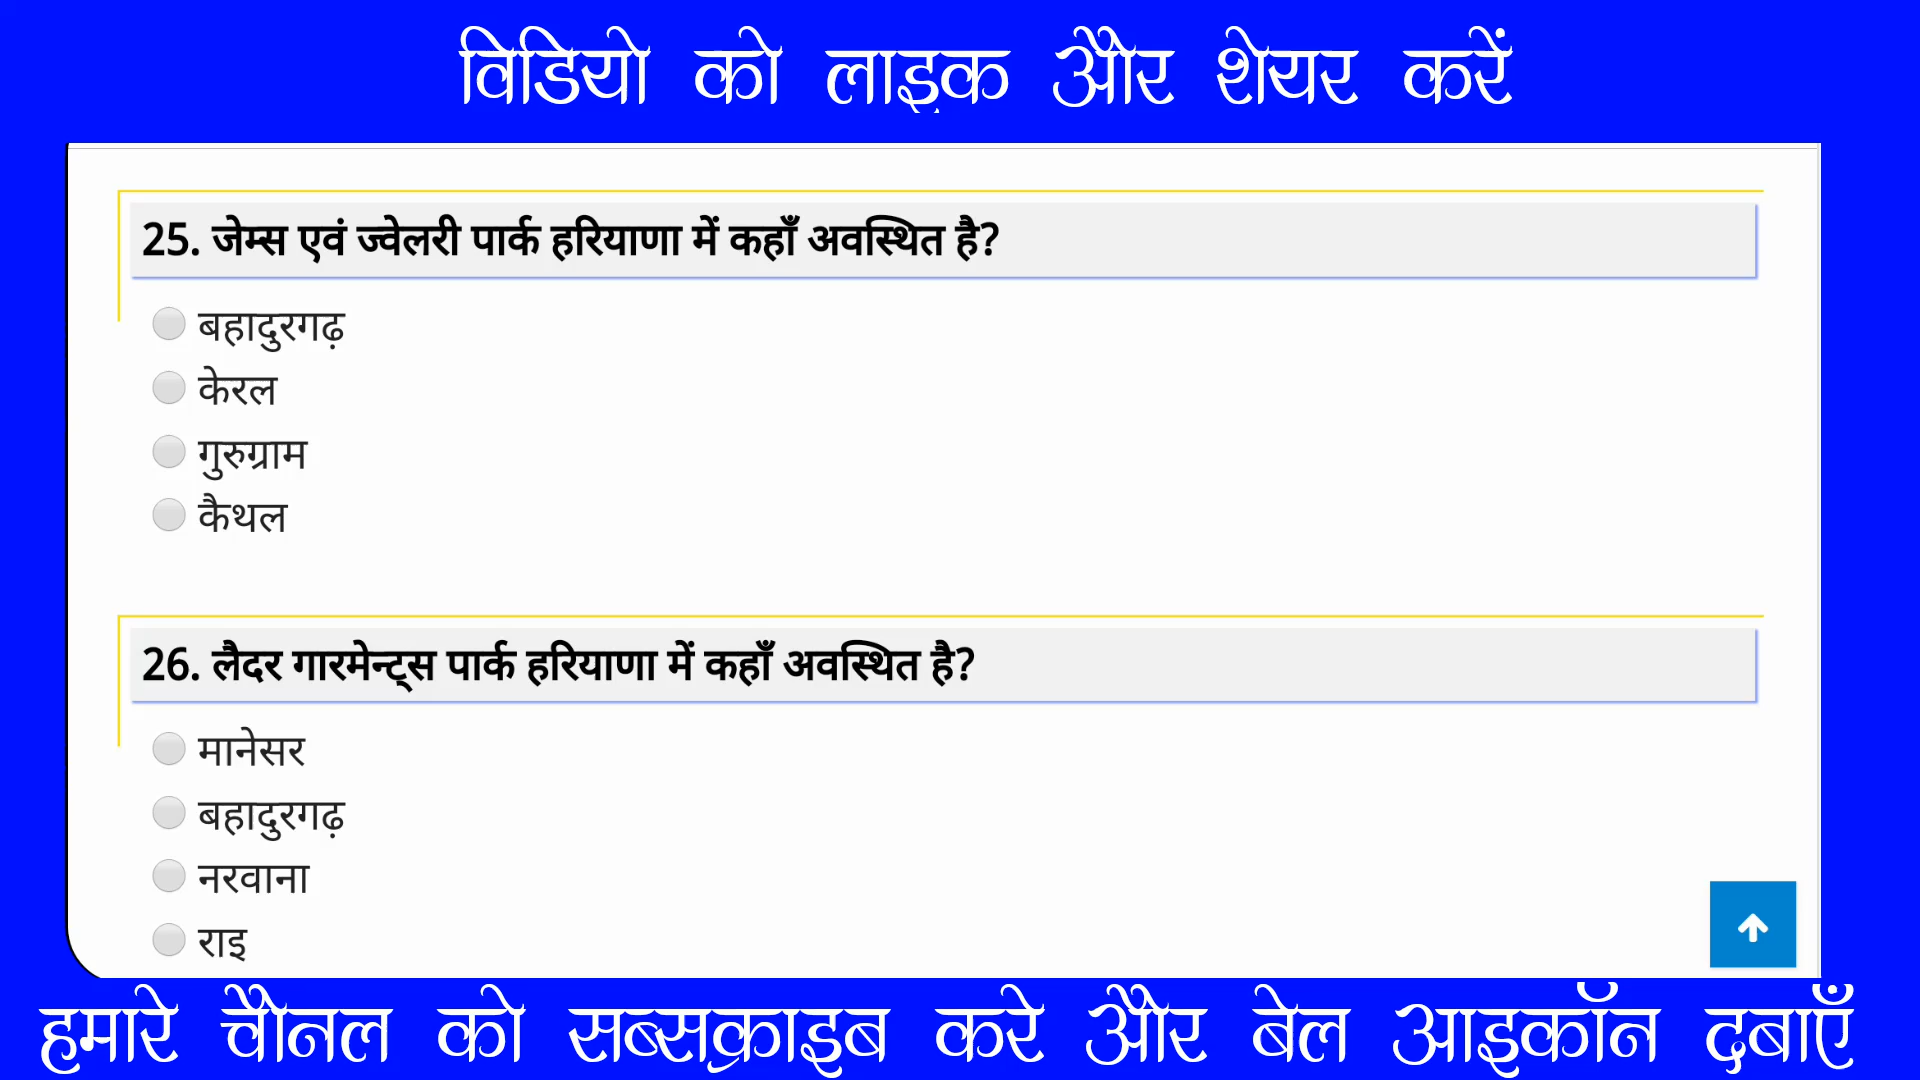 विडियो को लाइक और शेयर करें
25. जेम्स एवं ज्वेलरी पार्क हरियाणा में कहाँ अवस्थित है?
बहादुरगढ़
केरल
गुरुग्राम
कैथल
26. लैदर गारमेन्ट्स पार्क हरियाणा में कहाँ अवस्थित है?
मानेसर
बहादुरगढ़
नरवाना
राइ
हमारे चैनल को सब्सक्राइब करे और बेल आइकॉन दबाएँ